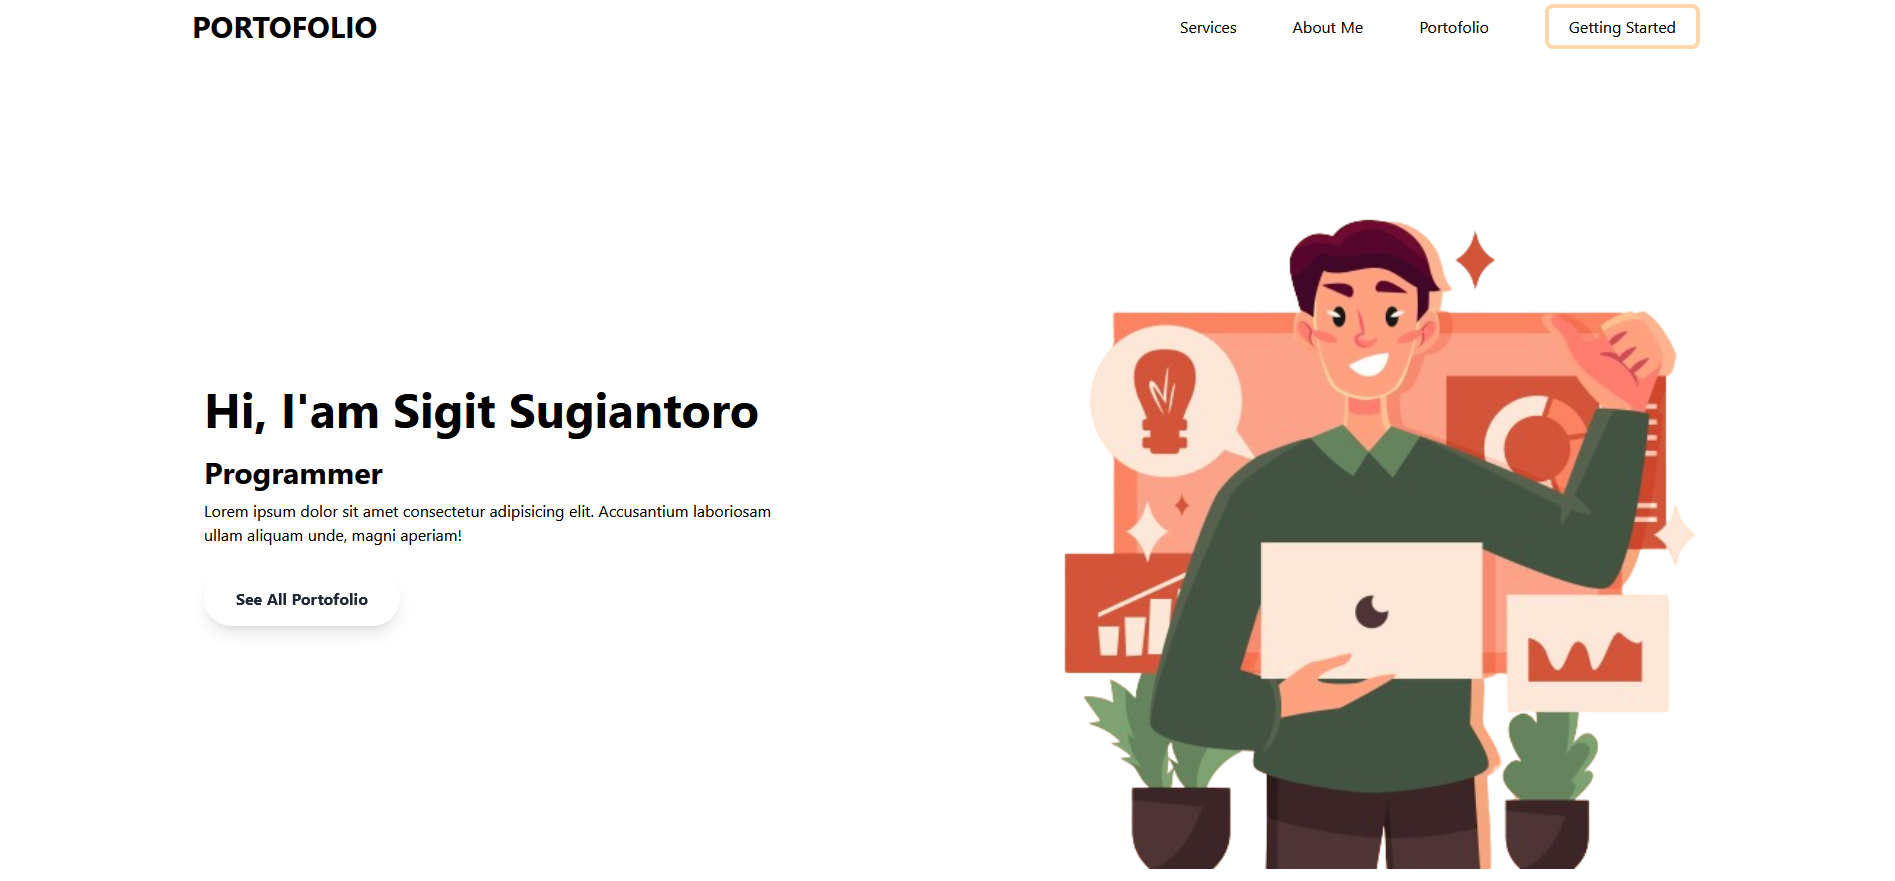 PORTOFOLIO
Services
About Me
Portofolio
Getting Started
Hi, I'am Sigit Sugiantoro
Programmer
Lorem ipsum dolor sit amet consectetur adipisicing elit. Accusantium laboriosam
ullam aliquam unde, magni aperiam!
See All Portofolio